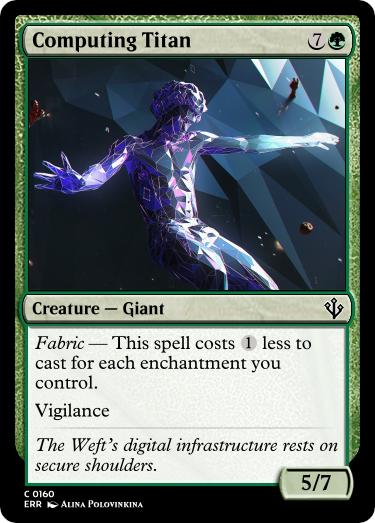 Computing Titan 7
Creature — Giant
Fabric — This spell costs 1 less to
cast for each enchantment you
control.
Vigilance
The Weft's digital infrastructure rests on
secure shoulders.
5/7
C 0160
ERR Alina Polovinkina